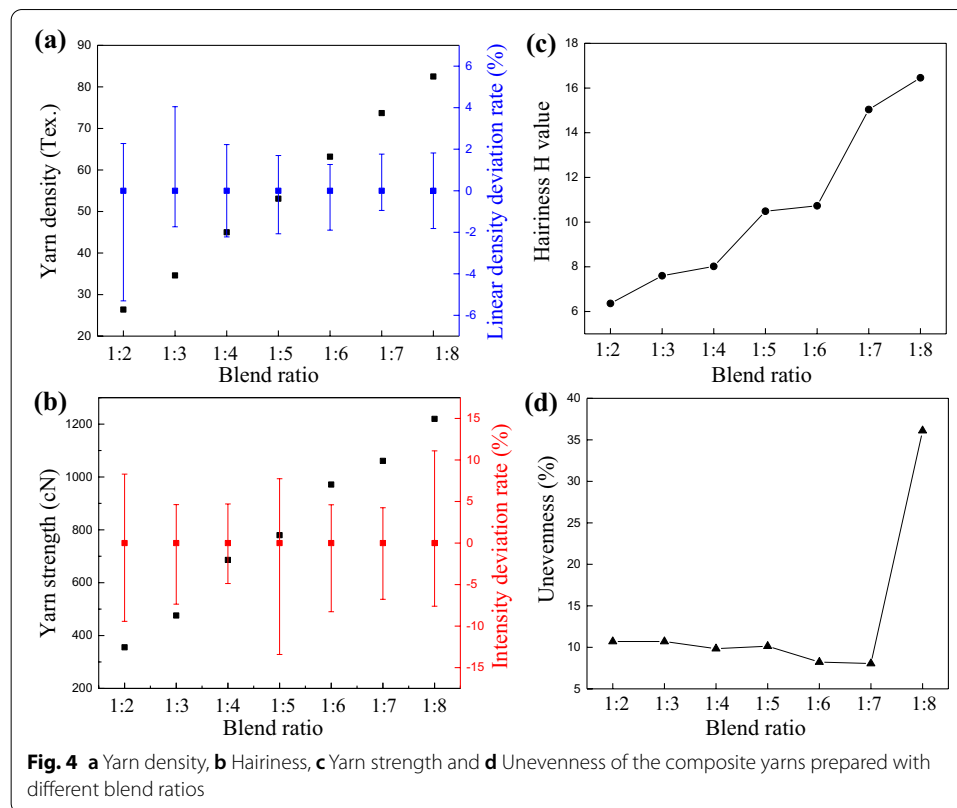 (a)
90
80
70
60
50
40
30
20
Yarn density (Tex.)
6
4
2
0
-2
-4
-6
Linear density deviation rate (%)
1:2 1:3 1:4 1:5 1:6 1:7 1:8
Blend ratio
(c)
18
16
14
12
10
8
6
Hairiness H value
1:2 1:3 1:4 1:5 1:6 1:7 1:8
Blend ratio
(b)
1200
1000
800
600
400
200
Yarn strength (cN)
15
10
5
0
-5
-10
-15
Intensity deviation rate (%)
1:2 1:3 1:4 1:5 1:6 1:7 1:8
Blend ratio
(d)
40
35
30
25
20
15
10
5
Unevenness (%)
1:2 1:3 1:4 1:5 1:6 1:7 1:8
Blend ratio
Fig. 4 a Yarn density, b Hairiness, c Yarn strength and d Unevenness of the composite yarns prepared with
different blend ratios